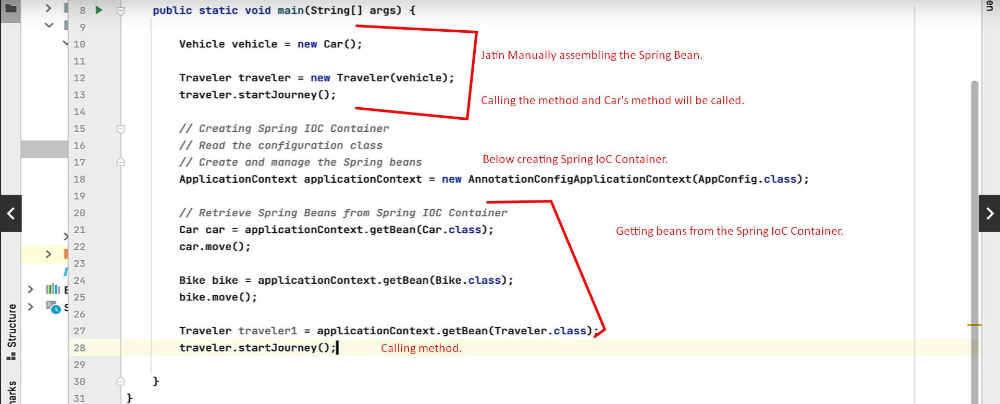 8 public static void main(String[] args) {
9
10 Vehicle vehicle = new Car();
Jatin Manually assembling the Spring Bean.
11
12 Traveler traveler = new Traveler(vehicle);
13 traveler.startJourney();
Calling the method and Car's method will be called.
14
15 // Creating Spring IOC Container
16 // Read the configuration class
17 // Create and manage the Spring beans
Below creating Spring IoC Container.
18 ApplicationContext applicationContext = new AnnotationConfigApplicationContext(AppConfig.class);
19
20 // Retrieve Spring Beans from Spring IOC Container
21 Car car = applicationContext.getBean(Car.class);
Getting beans from the Spring IoC Container.
22 car.move();
23
24 Bike bike = applicationContext.getBean(Bike.class);
25 bike.move();
26
27 Traveler traveler1 = applicationContext.getBean(Traveler.class);
28 traveler.startJourney(); Calling method.
29
30 }
31 }
Structure